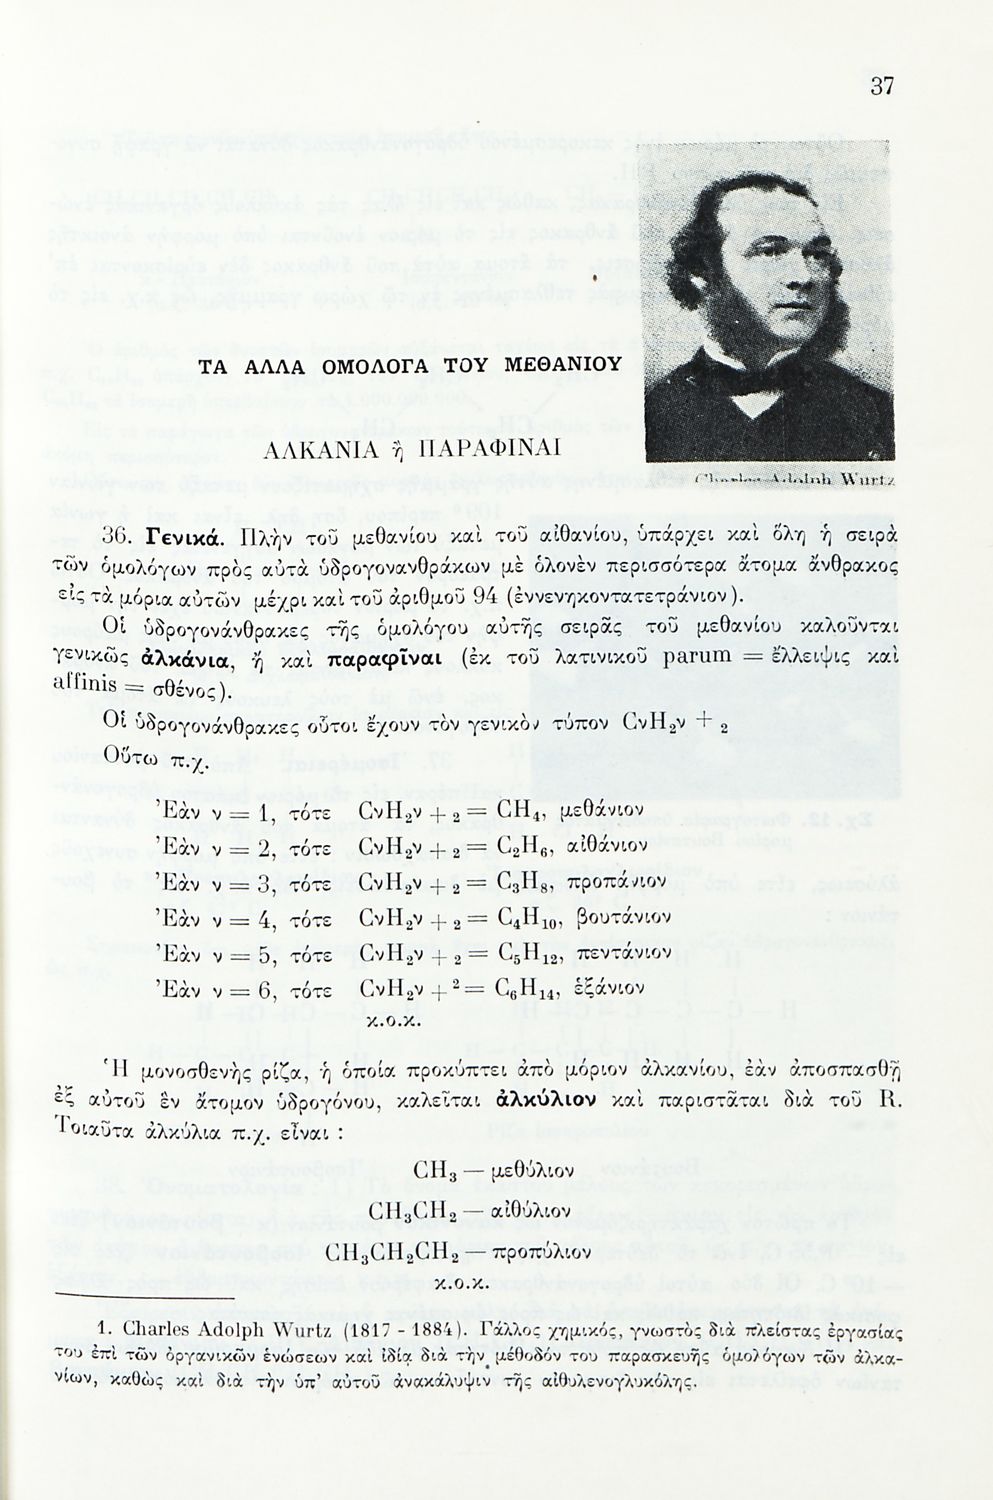 37
Charles Adolph Wurtz
ΤΑ ΑΛΛΑ ΟΜΟΛΟΓΑ ΤΟΥ ΜΕΘΑΝΙΟΥ
ΑΛΚΑΝΙΑ ἢ ΠΑΡΑΦΙΝΑΙ
36. Γενικά. Πλὴν τοῦ μεθανίου καὶ τοῦ αἰθανίου, ὑπάρχει καὶ ὅλη ἡ σειρὰ
τῶν ὁμολόγων πρὸς αὐτὰ ὑδρογονανθράκων μὲ ὁλονὲν περισσότερα ἄτομα ἄνθρακος
εἰς τὰ μόρια αὐτῶν μέχρι καὶ τοῦ ἀριθμοῦ 94 (ἐννενηκοντατετράνιον).
Οἱ ὑδρογονάνθρακες τῆς ὁμολόγου αὐτῆς σειρᾶς τοῦ μεθανίου καλοῦνται
γενικῶς ἀλκάνια, ἢ καὶ παραφῖναι (ἐκ τοῦ λατινικοῦ parum = ἔλλειψις καὶ
affinis = σθένος).
Οἱ ὑδρογονάνθρακες οὗτοι ἔχουν τὸν γενικὸν τύπον CνH₂ν + ₂
Οὕτω π.χ.
Ἐὰν ν = 1, τότε CνH₂ν + ₂ = CH₄, μεθάνιον
Ἐὰν ν = 2, τότε CνH₂ν + ₂ = C₂H₆, αἰθάνιον
Ἐὰν ν = 3, τότε CνH₂ν + ₂ = C₃H₈, προπάνιον
Ἐὰν ν = 4, τότε CνH₂ν + ₂ = C₄H₁₀, βουτάνιον
Ἐὰν ν = 5, τότε CνH₂ν + ₂ = C₅H₁₂, πεντάνιον
Ἐὰν ν = 6, τότε CνH₂ν + ² = C₆H₁₄, ἑξάνιον
κ.ο.κ.
Ἡ μονοσθενὴς ρίζα, ἡ ὁποία προκύπτει ἀπὸ μόριον ἀλκανίου, ἐὰν ἀποσπασθῇ
ἐξ αὐτοῦ ἓν ἄτομον ὑδρογόνου, καλεῖται ἀλκύλιον καὶ παριστᾶται διὰ τοῦ R.
Τοιαῦτα ἀλκύλια π.χ. εἶναι :
CH₃ — μεθύλιον
CH₃CH₂ — αἰθύλιον
CH₃CH₂CH₂ — προπύλιον
κ.ο.κ.
1. Charles Adolph Wurtz (1817 - 1884). Γάλλος χημικός, γνωστὸς διὰ πλείστας ἐργασίας
του ἐπὶ τῶν ὀργανικῶν ἑνώσεων καὶ ἰδίᾳ διὰ τὴν μέθοδόν του παρασκευῆς ὁμολόγων τῶν ἀλκα-
νίων, καθὼς καὶ διὰ τὴν ὑπ' αὐτοῦ ἀνακάλυψιν τῆς αἰθυλενογλυκόλης.